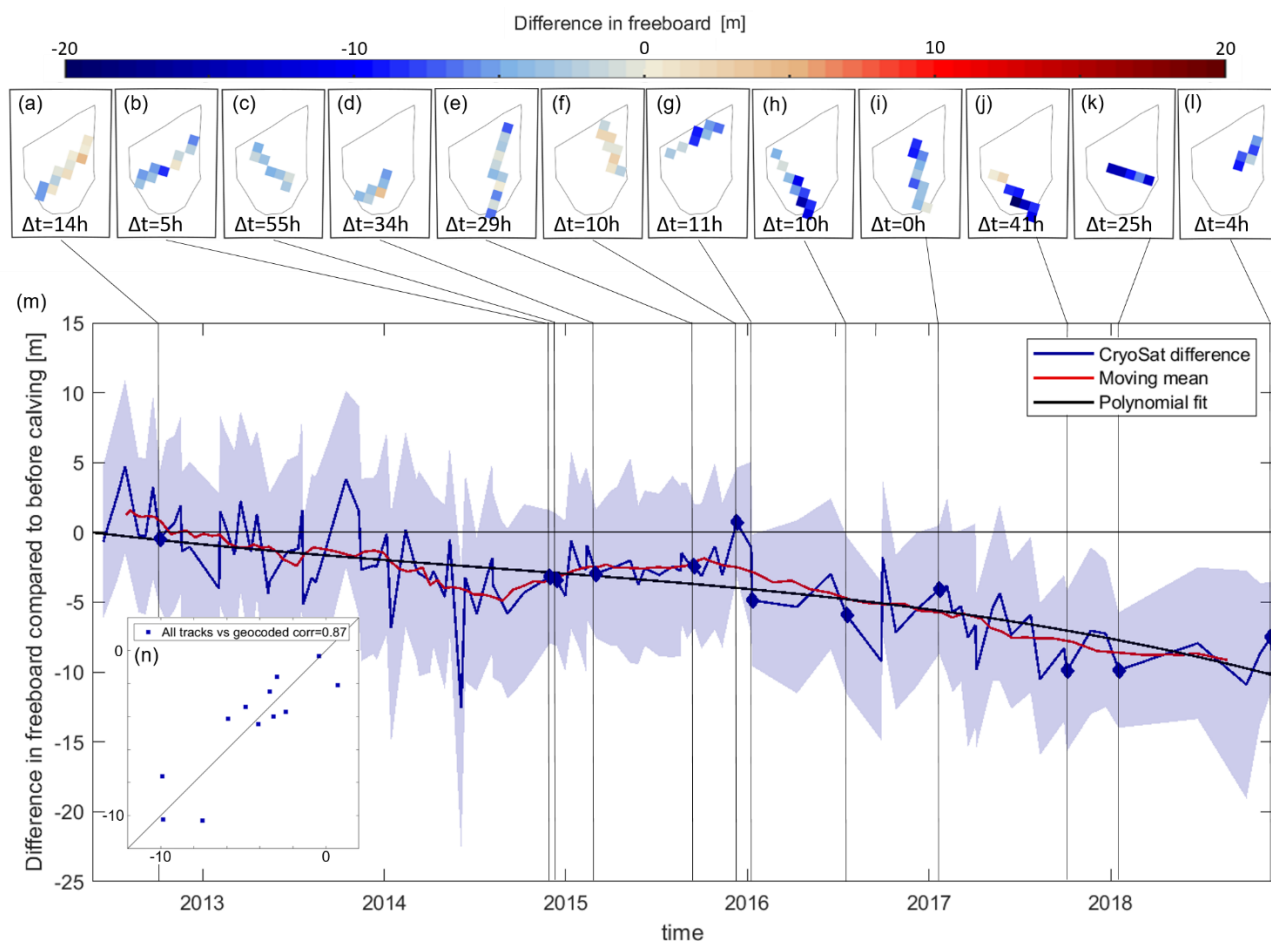 Difference in freeboard [m]
-20 -10 0 10 20
(a) (b) (c) (d) (e) (f) (g) (h) (i) (j) (k) (l)
Δt=14h Δt=5h Δt=55h Δt=34h Δt=29h Δt=10h Δt=11h Δt=10h Δt=0h Δt=41h Δt=25h Δt=4h
(m)
Difference in freeboard compared to before calving [m]
15
10
5
0
-5
-10
-15
-20
-25
CryoSat difference
Moving mean
Polynomial fit
All tracks vs geocoded corr=0.87
(n)
0
-10
-10 0
2013 2014 2015 2016 2017 2018
time